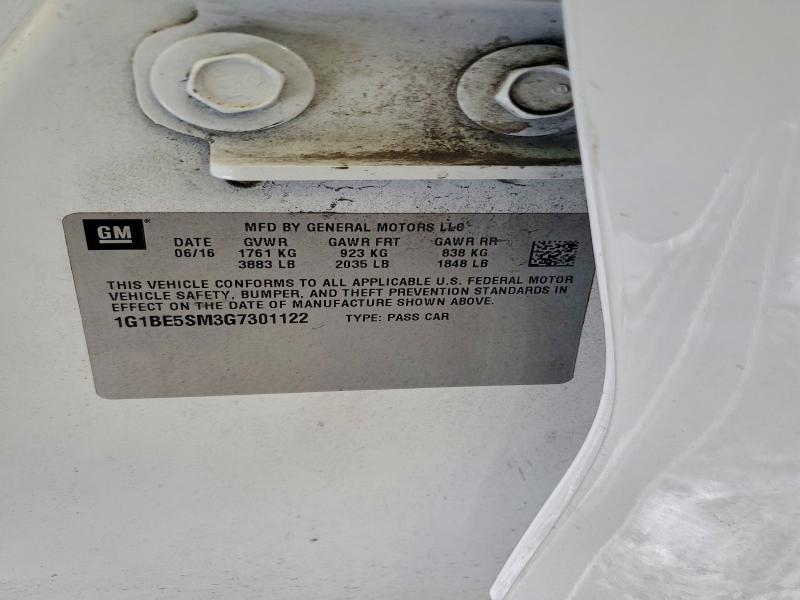 GM ®
MFD BY GENERAL MOTORS LLC
DATE GVWR GAWR FRT GAWR RR
06/16 1761 KG 923 KG 838 KG
3883 LB 2035 LB 1848 LB
THIS VEHICLE CONFORMS TO ALL APPLICABLE U.S. FEDERAL MOTOR
VEHICLE SAFETY, BUMPER, AND THEFT PREVENTION STANDARDS IN
EFFECT ON THE DATE OF MANUFACTURE SHOWN ABOVE.
1G1BE5SM3G7301122 TYPE: PASS CAR